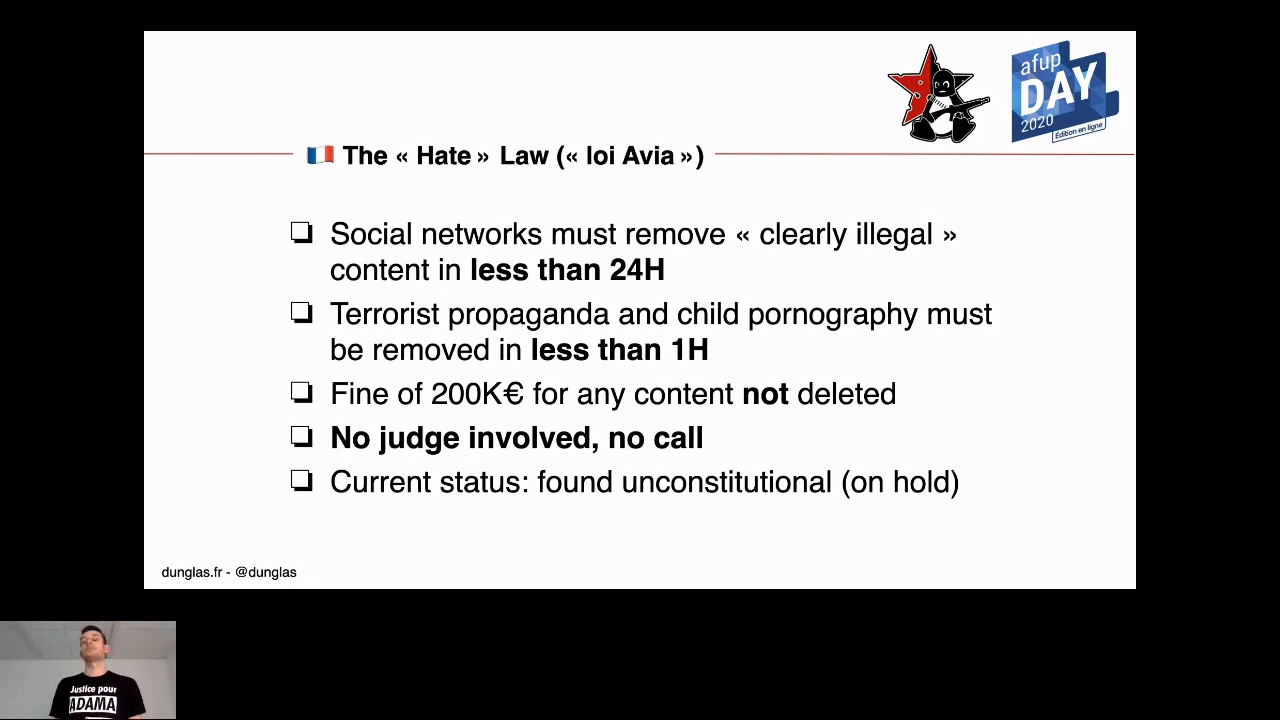 afup
DAY
2020
Édition en ligne
The « Hate » Law (« loi Avia »)
❏ Social networks must remove « clearly illegal »
content in less than 24H
❏ Terrorist propaganda and child pornography must
be removed in less than 1H
❏ Fine of 200K€ for any content not deleted
❏ No judge involved, no call
❏ Current status: found unconstitutional (on hold)
dunglas.fr - @dunglas
Justice pour
ADAMA